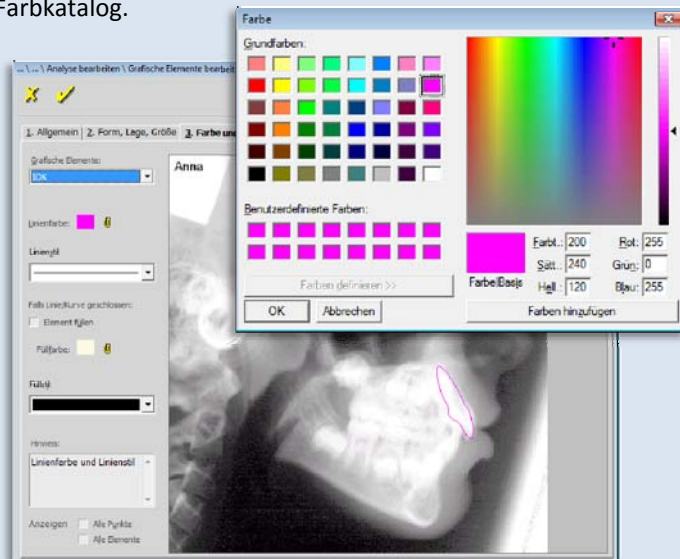 Farbkatalog.
Farbe
Grundfarben:
Benutzerdefinierte Farben:
Farben definieren >>
OK
Abbrechen
Farbe|Basis
Farbt.: 200
Sätt.: 240
Hell.: 120
Rot: 255
Grün: 0
Blau: 255
Farben hinzufügen
...\ ... \ Analyse bearbeiten \ Grafische Elemente bearbeit
1. Allgemein
2. Form, Lage, Größe
3. Farbe und
Grafische Elemente:
Linienfarbe:
Linienstil
Falls Linie/Kurve geschlossen:
Element füllen
Füllfarbe:
Füllstil
Hinweis:
Linienfarbe und Linienstil
Anzeigen
Alle Punkte
Alle Elemente
Anna